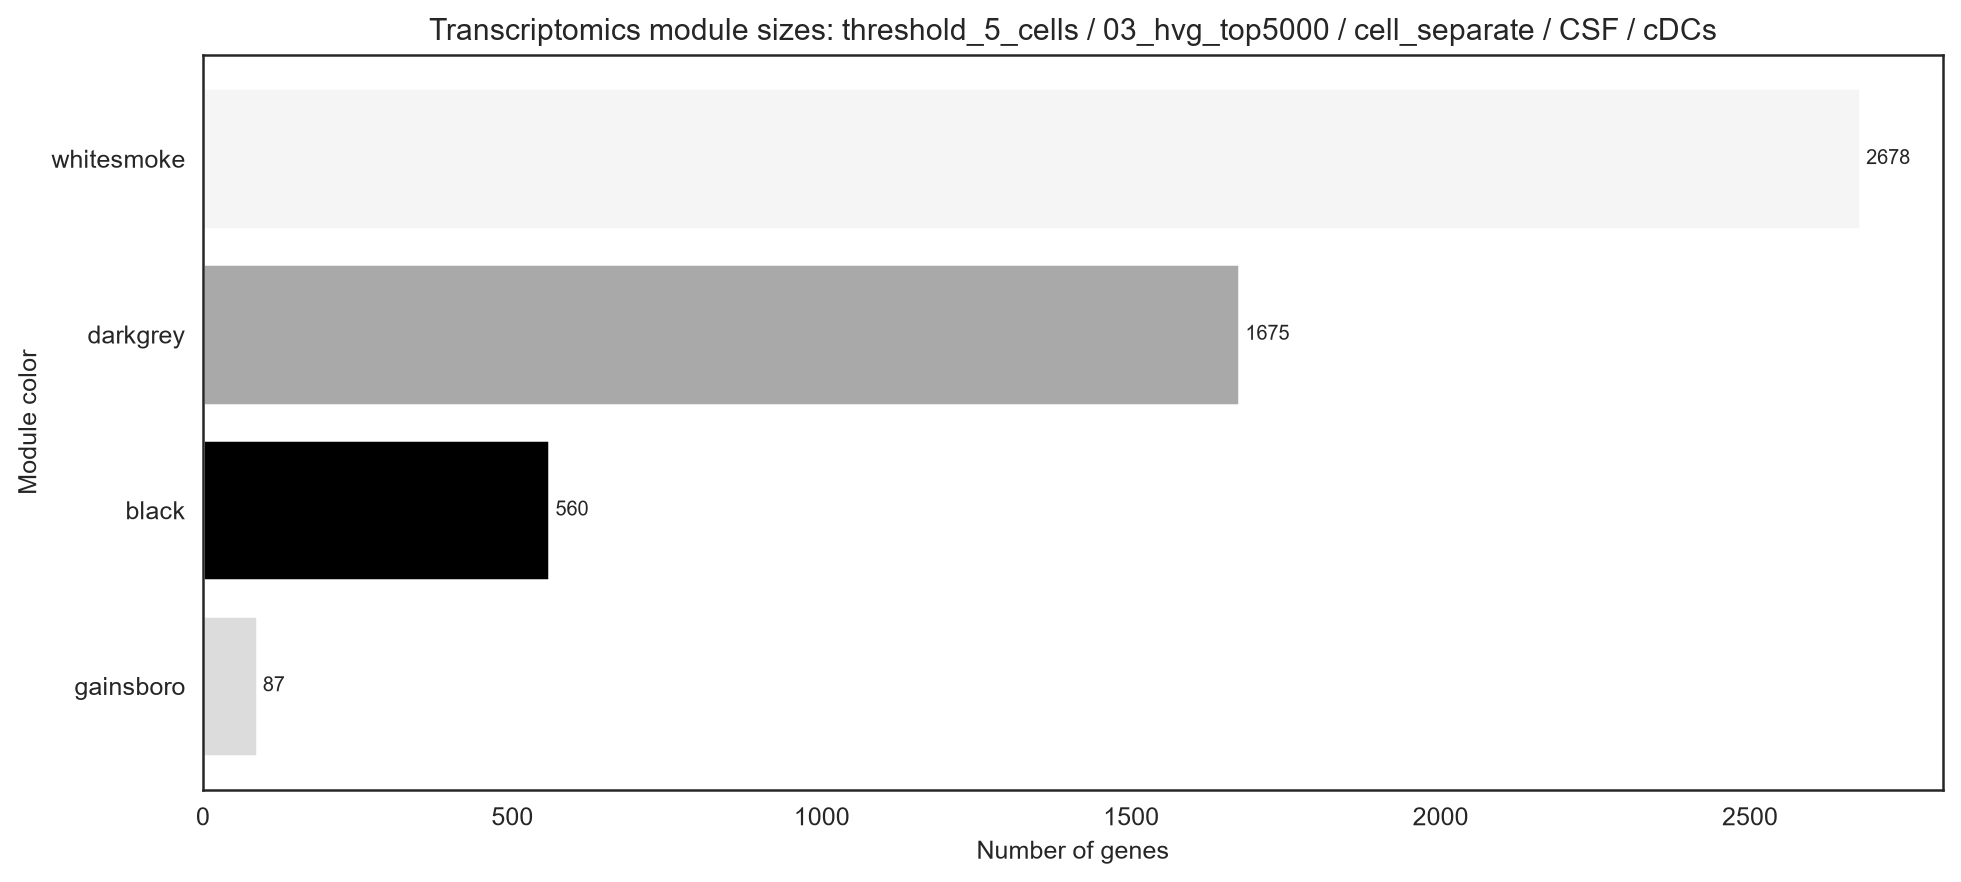 Transcriptomics module sizes: threshold_5_cells / 03_hvg_top5000 / cell_separate / CSF / cDCs
Module color
whitesmoke
2678
darkgrey
1675
black
560
gainsboro
87
0 500 1000 1500 2000 2500
Number of genes